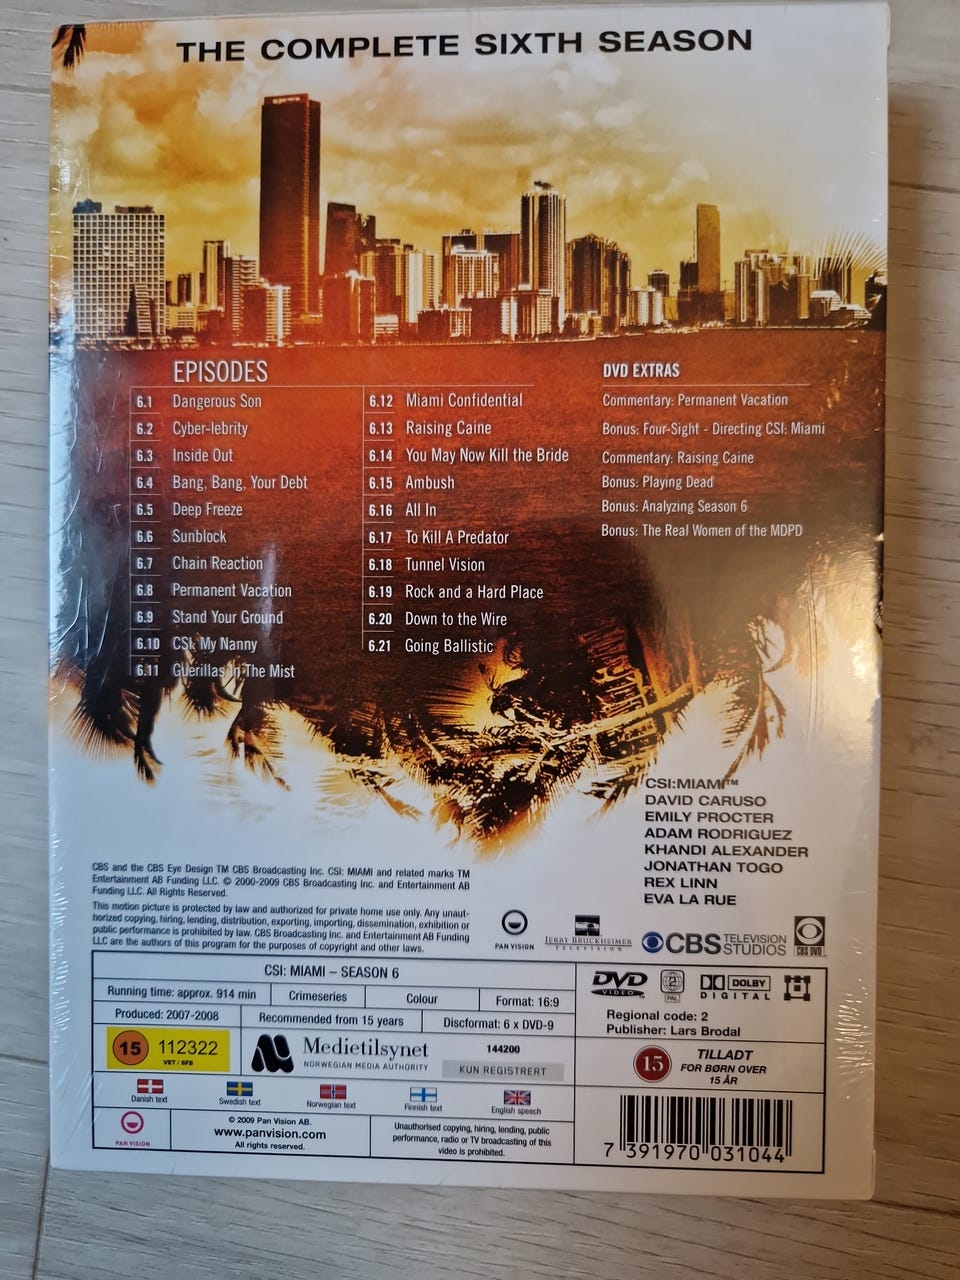 THE COMPLETE SIXTH SEASON
EPISODES
6.1 Dangerous Son
6.2 Cyber-lebrity
6.3 Inside Out
6.4 Bang, Bang, Your Debt
6.5 Deep Freeze
6.6 Sunblock
6.7 Chain Reaction
6.8 Permanent Vacation
6.9 Stand Your Ground
6.10 CSI: My Nanny
6.11 Guerillas In The Mist
6.12 Miami Confidential
6.13 Raising Caine
6.14 You May Now Kill the Bride
6.15 Ambush
6.16 All In
6.17 To Kill A Predator
6.18 Tunnel Vision
6.19 Rock and a Hard Place
6.20 Down to the Wire
6.21 Going Ballistic
DVD EXTRAS
Commentary: Permanent Vacation
Bonus: Four-Sight - Directing CSI: Miami
Commentary: Raising Caine
Bonus: Playing Dead
Bonus: Analyzing Season 6
Bonus: The Real Women of the MDPD
CSI:MIAMI™
DAVID CARUSO
EMILY PROCTER
ADAM RODRIGUEZ
KHANDI ALEXANDER
JONATHAN TOGO
REX LINN
EVA LA RUE
CBS and the CBS Eye Design TM CBS Broadcasting Inc. CSI: MIAMI and related marks TM
Entertainment AB Funding LLC. © 2000-2009 CBS Broadcasting Inc. and Entertainment AB
Funding LLC. All Rights Reserved.
This motion picture is protected by law and authorized for private home use only. Any unaut-
horized copying, hiring, lending, distribution, exporting, importing, dissemination, exhibition or
public performance is prohibited by law. CBS Broadcasting Inc. and Entertainment AB Funding
LLC are the authors of this program for the purposes of copyright and other laws.
PAN VISION
JERRY BRUCKHEIMER
TELEVISION
CBS TELEVISION
STUDIOS
CBS DVD
CSI: MIAMI – SEASON 6
Running time: approx. 914 min
Crimeseries
Colour
Format: 16:9
Produced: 2007-2008
Recommended from 15 years
Discformat: 6 x DVD-9
15 112322
VET / SFB
Medietilsynet
NORWEGIAN MEDIA AUTHORITY
144200
KUN REGISTRERT
Danish text
Swedish text
Norwegian text
Finnish text
English speech
PAN VISION
© 2009 Pan Vision AB.
www.panvision.com
All rights reserved.
Unauthorised copying, hiring, lending, public
performance, radio or TV broadcasting of this
video is prohibited.
DVD
VIDEO
PAL
DOLBY
DIGITAL
Regional code: 2
Publisher: Lars Brodal
15
TILLADT
FOR BØRN OVER
15 ÅR
7 391970 031044